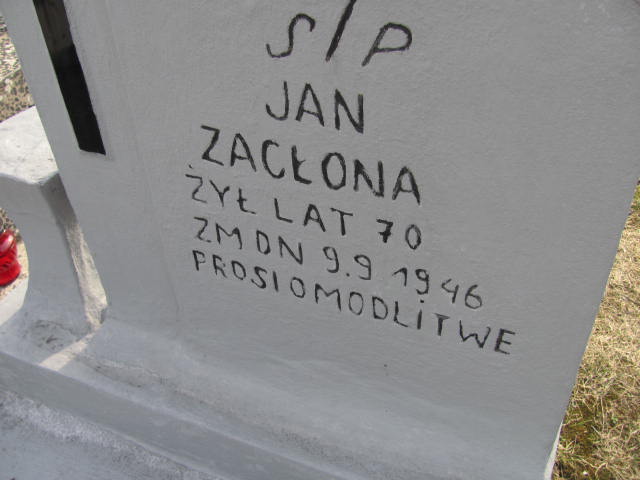 S/P
JAN
ZACŁONA
ŻYŁ LAT 70
ZM DN 9.9 1946
PROSIOMODLITWE